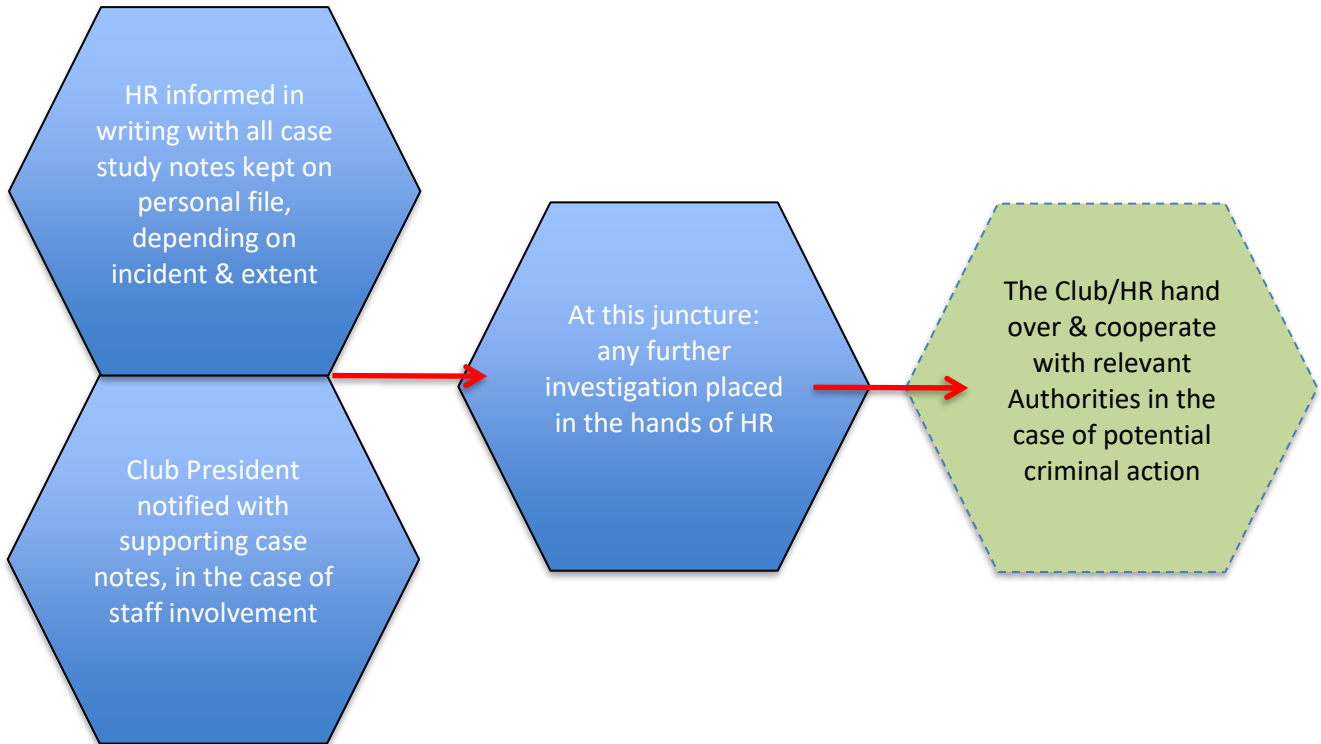 HR informed in
writing with all case
study notes kept on
personal file,
depending on
incident & extent
Club President
notified with
supporting case
notes, in the case of
staff involvement
At this juncture:
any further
investigation placed
in the hands of HR
The Club/HR hand
over & cooperate
with relevant
Authorities in the
case of potential
criminal action